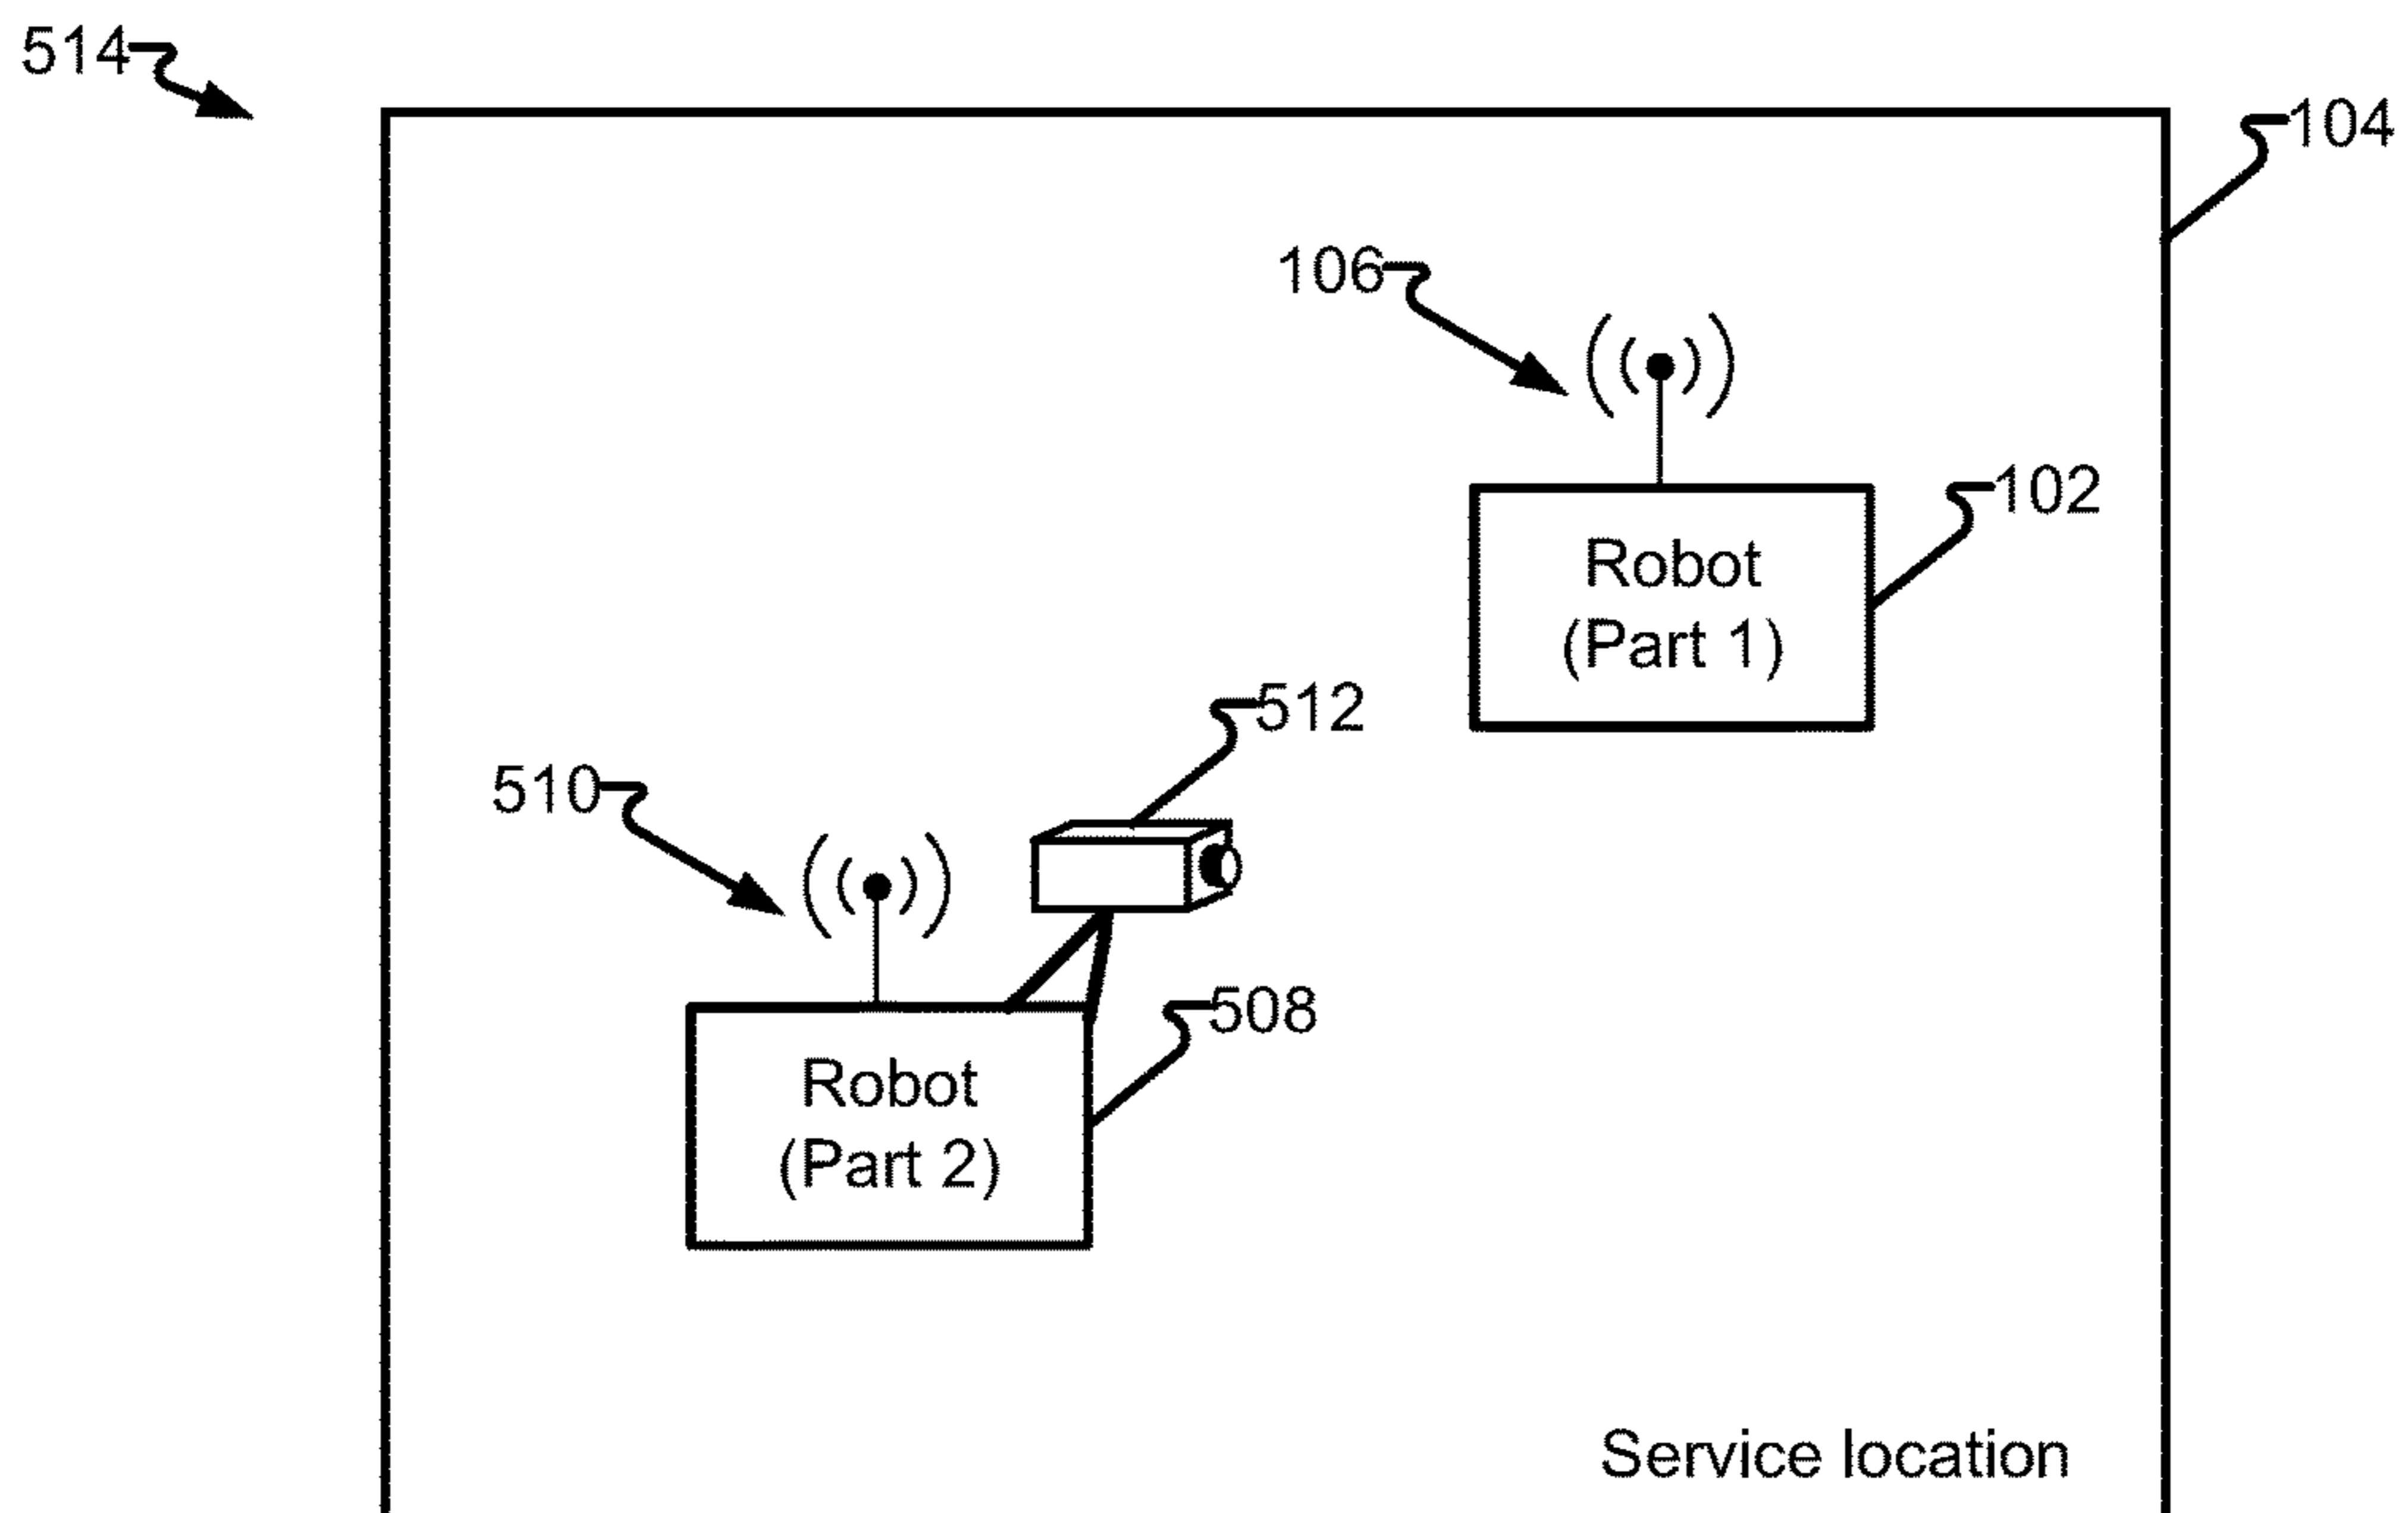 514
104
106
102
Robot
(Part 1)
512
510
508
Robot
(Part 2)
Service location